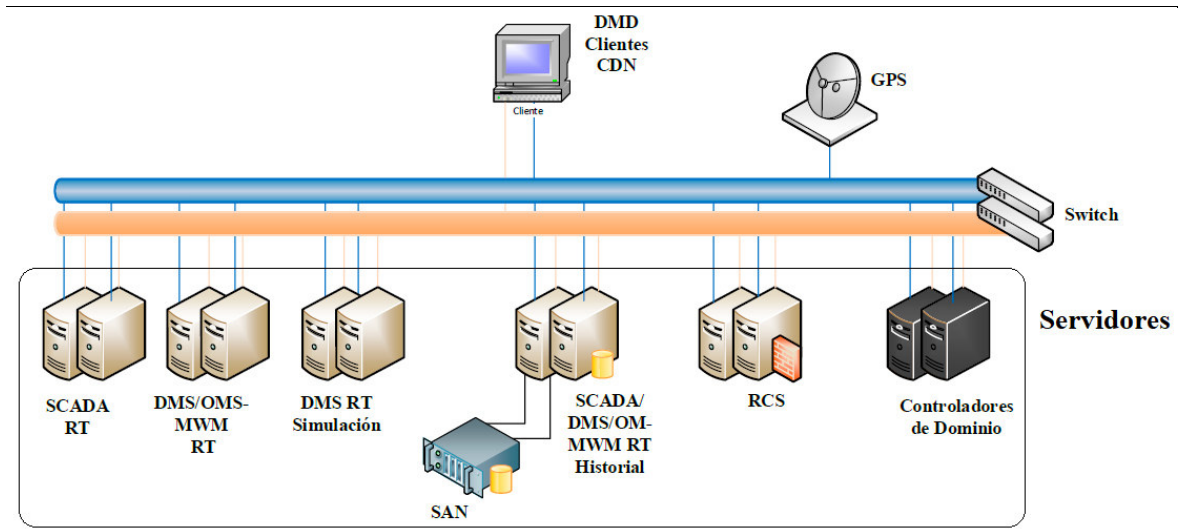 DMD
Clientes
CDN
Cliente
GPS
Switch
Servidores
SCADA
RT
DMS/OMS-
MWM
RT
DMS RT
Simulación
SCADA/
DMS/OM-
MWM RT
Historial
SAN
RCS
Controladores
de Dominio